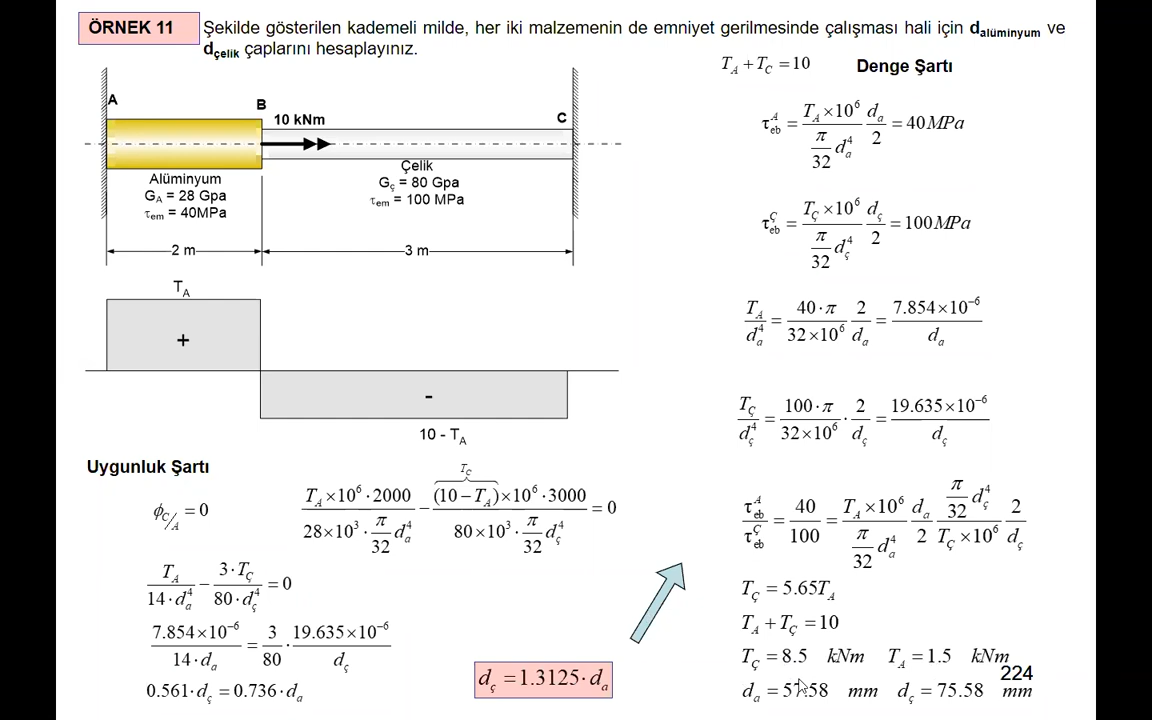 ÖRNEK 11
Şekilde gösterilen kademeli milde, her iki malzemenin de emniyet gerilmesinde çalışması hali için d_alüminyum ve
d_çelik çaplarını hesaplayınız.
A
B
10 kNm
C
Alüminyum
G_A = 28 Gpa
τ_em = 40MPa
Çelik
G_ç = 80 Gpa
τ_em = 100 MPa
2 m
3 m
T_A
+
-
10 - T_A
Uygunluk Şartı
ϕ_C/A = 0
(T_A×10^6·2000)/(28×10^3·(π/32)d_a^4) − ((10−T_A)×10^6·3000)/(80×10^3·(π/32)d_ç^4) = 0
T_Ç
T_A/(14·d_a^4) − (3·T_Ç)/(80·d_ç^4) = 0
(7.854×10^-6)/(14·d_a) = (3/80)·(19.635×10^-6)/d_ç
0.561·d_ç = 0.736·d_a
d_ç = 1.3125·d_a
T_A + T_C = 10
Denge Şartı
τ_eb^A = (T_A×10^6)/((π/32)d_a^4) (d_a/2) = 40MPa
τ_eb^Ç = (T_Ç×10^6)/((π/32)d_ç^4) (d_ç/2) = 100MPa
T_A/d_a^4 = (40·π)/(32×10^6) (2/d_a) = (7.854×10^-6)/d_a
T_Ç/d_ç^4 = (100·π)/(32×10^6)·(2/d_ç) = (19.635×10^-6)/d_ç
τ_eb^A/τ_eb^Ç = 40/100 = (T_A×10^6)/((π/32)d_a^4) (d_a/2) ((π/32)d_ç^4)/(T_Ç×10^6) (2/d_ç)
T_Ç = 5.65T_A
T_A + T_Ç = 10
T_Ç = 8.5 kNm T_A = 1.5 kNm
224
d_a = 57.58 mm d_ç = 75.58 mm